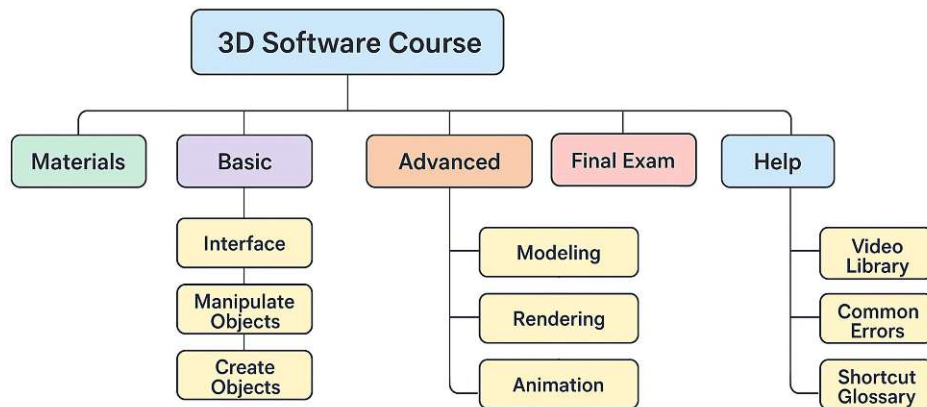 3D Software Course
Materials
Basic
Advanced
Final Exam
Help
Interface
Manipulate
Objects
Create
Objects
Modeling
Rendering
Animation
Video
Library
Common
Errors
Shortcut
Glossary